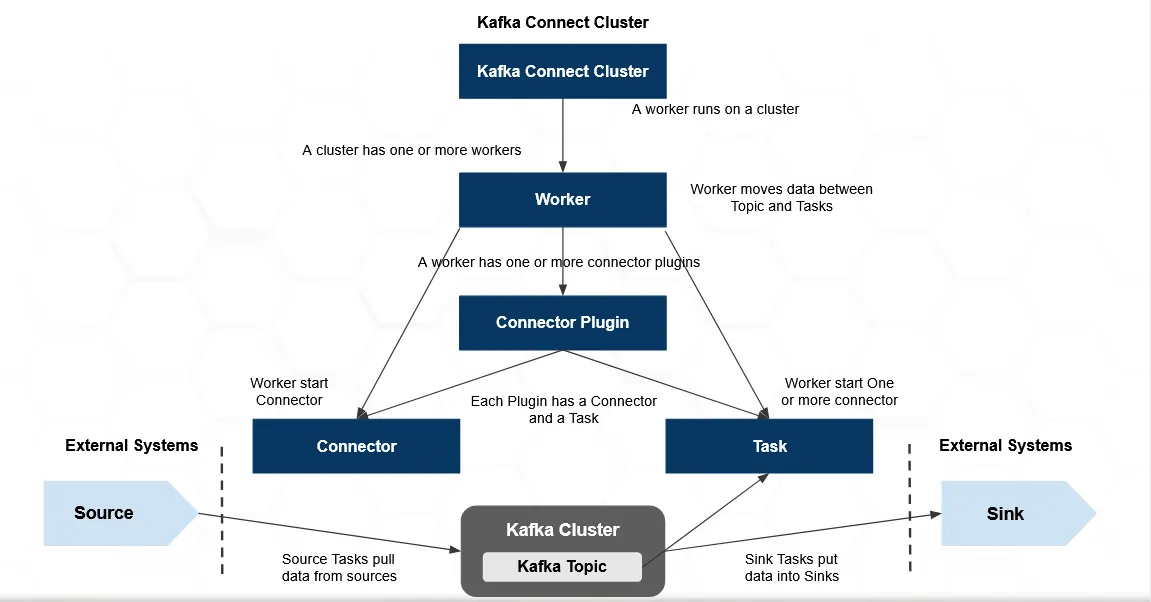 Kafka Connect Cluster
Kafka Connect Cluster
A worker runs on a cluster
A cluster has one or more workers
Worker
Worker moves data between
Topic and Tasks
A worker has one or more connector plugins
Connector Plugin
Worker start
Connector
Each Plugin has a Connector
and a Task
Worker start One
or more connector
Connector
Task
External Systems
External Systems
Source
Kafka Cluster
Kafka Topic
Sink
Source Tasks pull
data from sources
Sink Tasks put
data into Sinks